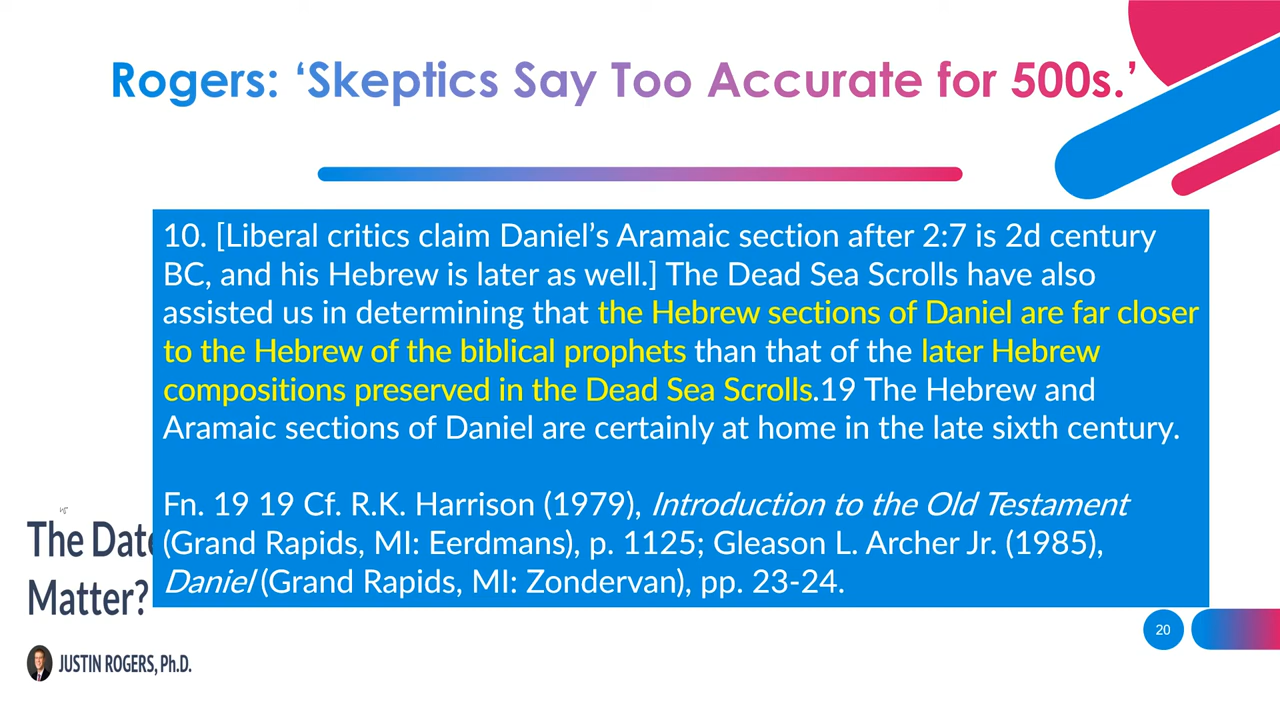 Rogers: ‘Skeptics Say Too Accurate for 500s.’
10. [Liberal critics claim Daniel’s Aramaic section after 2:7 is 2d century
BC, and his Hebrew is later as well.] The Dead Sea Scrolls have also
assisted us in determining that the Hebrew sections of Daniel are far closer
to the Hebrew of the biblical prophets than that of the later Hebrew
compositions preserved in the Dead Sea Scrolls.19 The Hebrew and
Aramaic sections of Daniel are certainly at home in the late sixth century.
Fn. 19 19 Cf. R.K. Harrison (1979), Introduction to the Old Testament
(Grand Rapids, MI: Eerdmans), p. 1125; Gleason L. Archer Jr. (1985),
Daniel (Grand Rapids, MI: Zondervan), pp. 23-24.
The Date
Matter?
JUSTIN ROGERS, Ph.D.
20